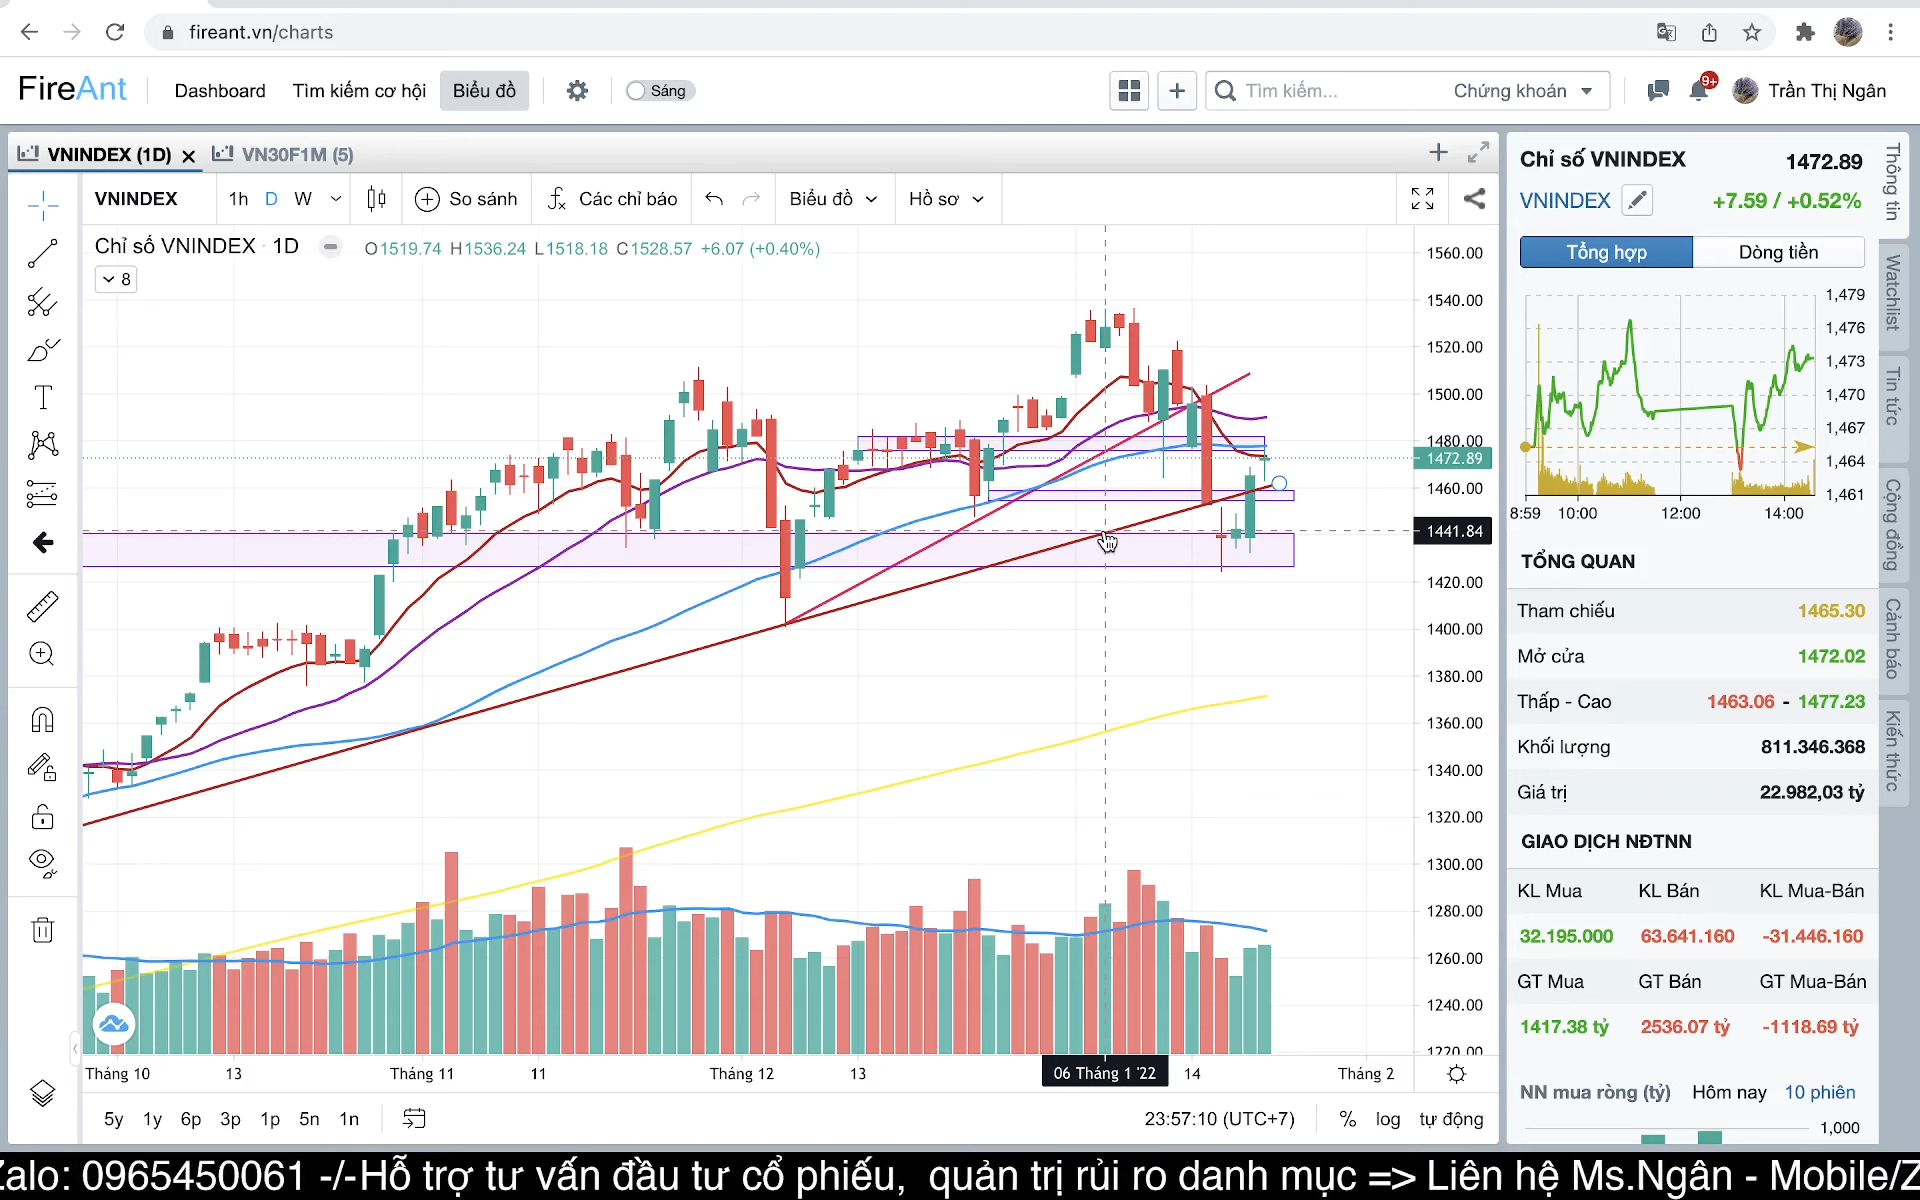 fireant.vn/charts
FireAnt
Dashboard
Tìm kiếm cơ hội
Biểu đồ
Sáng
Tìm kiếm...
Chứng khoán
9+
Trần Thị Ngân
VNINDEX (1D)
VN30F1M (5)
VNINDEX
1h D W
So sánh
Các chỉ báo
Biểu đồ
Hồ sơ
Chỉ số VNINDEX · 1D
O1519.74 H1536.24 L1518.18 C1528.57 +6.07 (+0.40%)
8
1560.00
1540.00
1520.00
1500.00
1480.00
1472.89
1460.00
1441.84
1420.00
1400.00
1380.00
1360.00
1340.00
1320.00
1300.00
1280.00
1260.00
1240.00
1220.00
Tháng 10 13 Tháng 11 11 Tháng 12 13 06 Tháng 1 '22 14 Tháng 2
5y 1y 6p 3p 1p 5n 1n
23:57:10 (UTC+7)
% log tự động
Chỉ số VNINDEX 1472.89
VNINDEX +7.59 / +0.52%
Tổng hợp Dòng tiền
1,479
1,476
1,473
1,470
1,467
1,464
1,461
8:59 10:00 12:00 14:00
TỔNG QUAN
Tham chiếu 1465.30
Mở cửa 1472.02
Thấp - Cao 1463.06 - 1477.23
Khối lượng 811.346.368
Giá trị 22.982,03 tỷ
GIAO DỊCH NĐTNN
KL Mua KL Bán KL Mua-Bán
32.195.000 63.641.160 -31.446.160
GT Mua GT Bán GT Mua-Bán
1417.38 tỷ 2536.07 tỷ -1118.69 tỷ
NN mua ròng (tỷ) Hôm nay 10 phiên
1,000
Thông tin
Watchlist
Tin tức
Cộng đồng
Cảnh báo
Kiến thức
Zalo: 0965450061 -/-Hỗ trợ tư vấn đầu tư cổ phiếu, quản trị rủi ro danh mục => Liên hệ Ms.Ngân - Mobile/Z